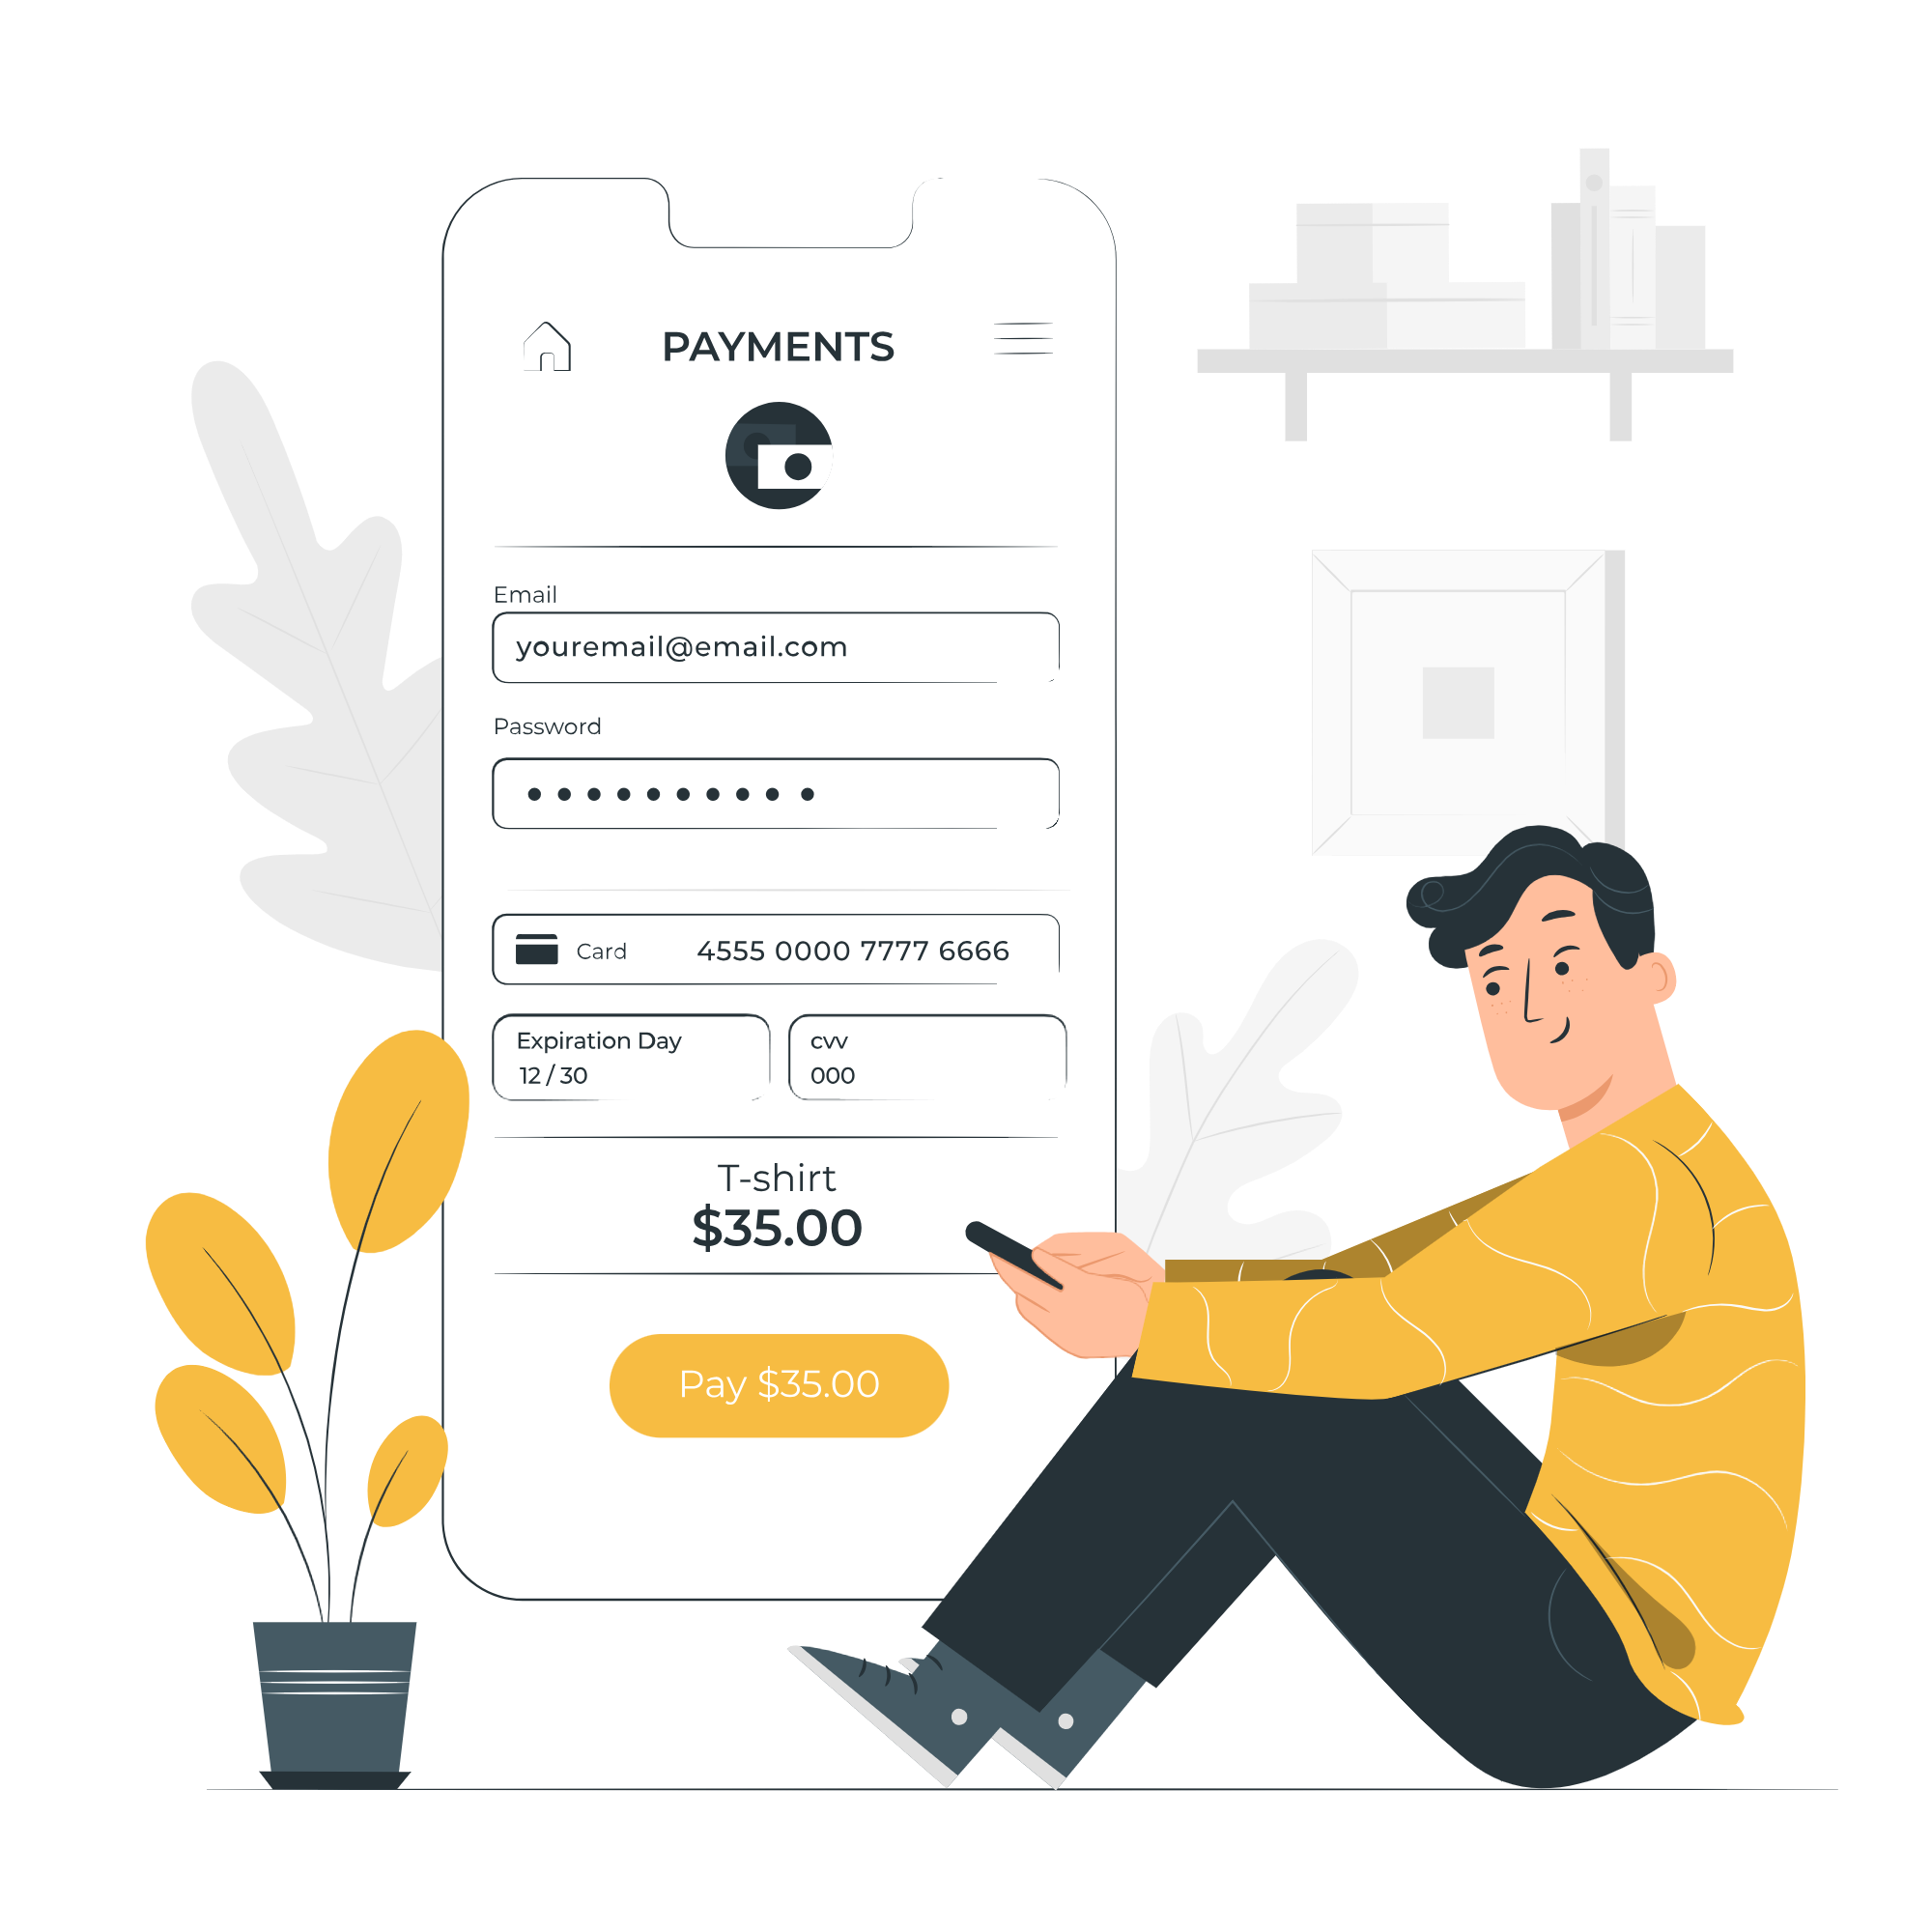 PAYMENTS
Email
youremail@email.com
Password
Card 4555 0000 7777 6666
Expiration Day
12 / 30
cvv
000
T-shirt
$35.00
Pay $35.00